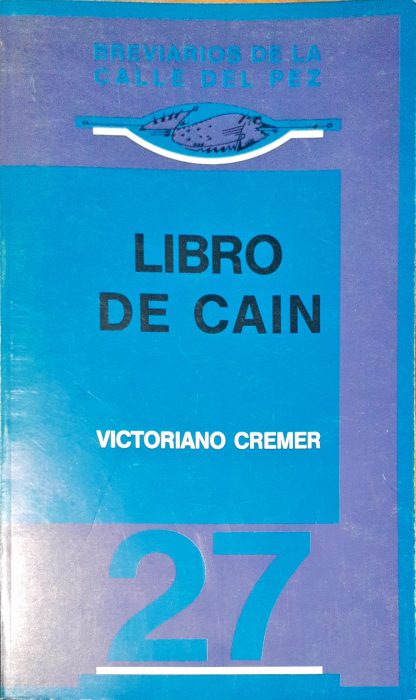 BREVIARIOS DE LA
CALLE DEL PEZ
LIBRO
DE CAIN
VICTORIANO CREMER
27